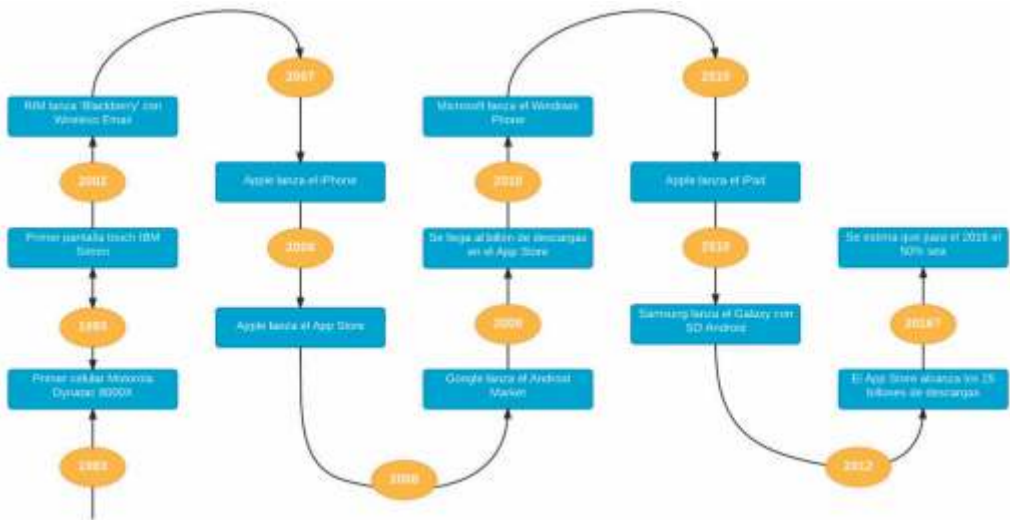 2007
2010
RIM lanza 'Blackberry' con
Wireless Email
Microsoft lanza el Windows
Phone
2002
Apple lanza el iPhone
2010
Apple lanza el iPad
Primer pantalla touch IBM
Simon
2008
Se llega al billon de descargas
en el App Store
2010
Se estima que para el 2016 el
50% sea
1993
Apple lanza el App Store
2009
Samsung lanza el Galaxy con
SD Android
2016?
Primer celular Motorola
Dynatac 8000X
Google lanza el Android
Market
El App Store alcanza los 25
billones de descargas
1983
2008
2012